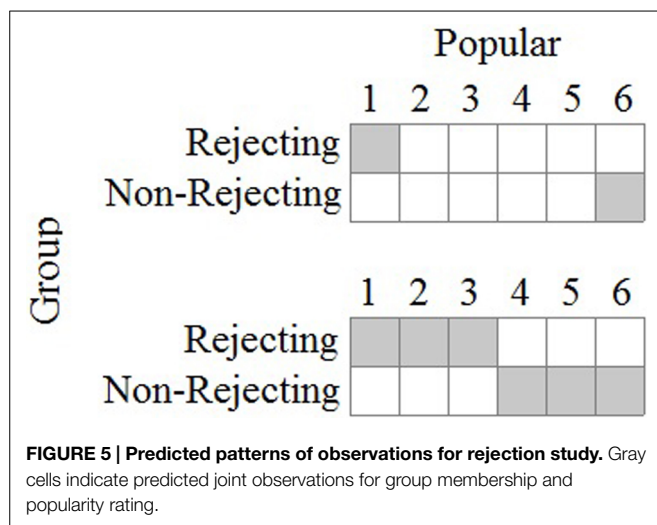 Popular
1 2 3 4 5 6
Rejecting
Non-Rejecting
Group
1 2 3 4 5 6
Rejecting
Non-Rejecting
FIGURE 5 | Predicted patterns of observations for rejection study. Gray
cells indicate predicted joint observations for group membership and
popularity rating.